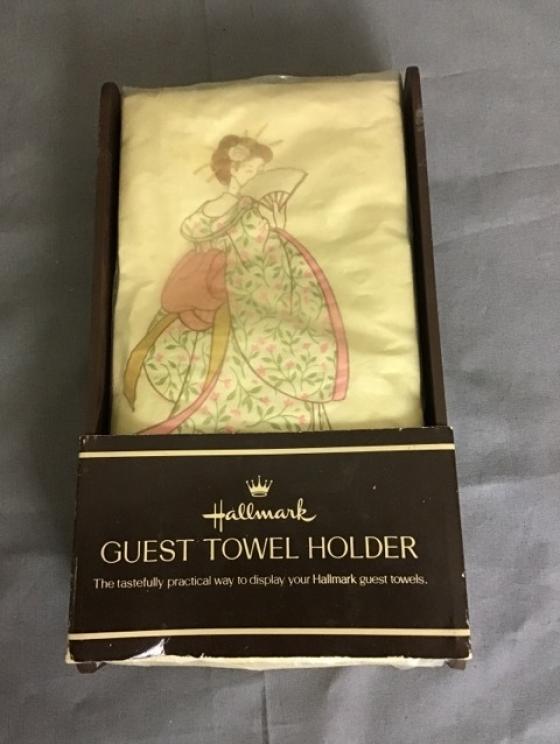 Hallmark
GUEST TOWEL HOLDER
The tastefully practical way to display your Hallmark guest towels.